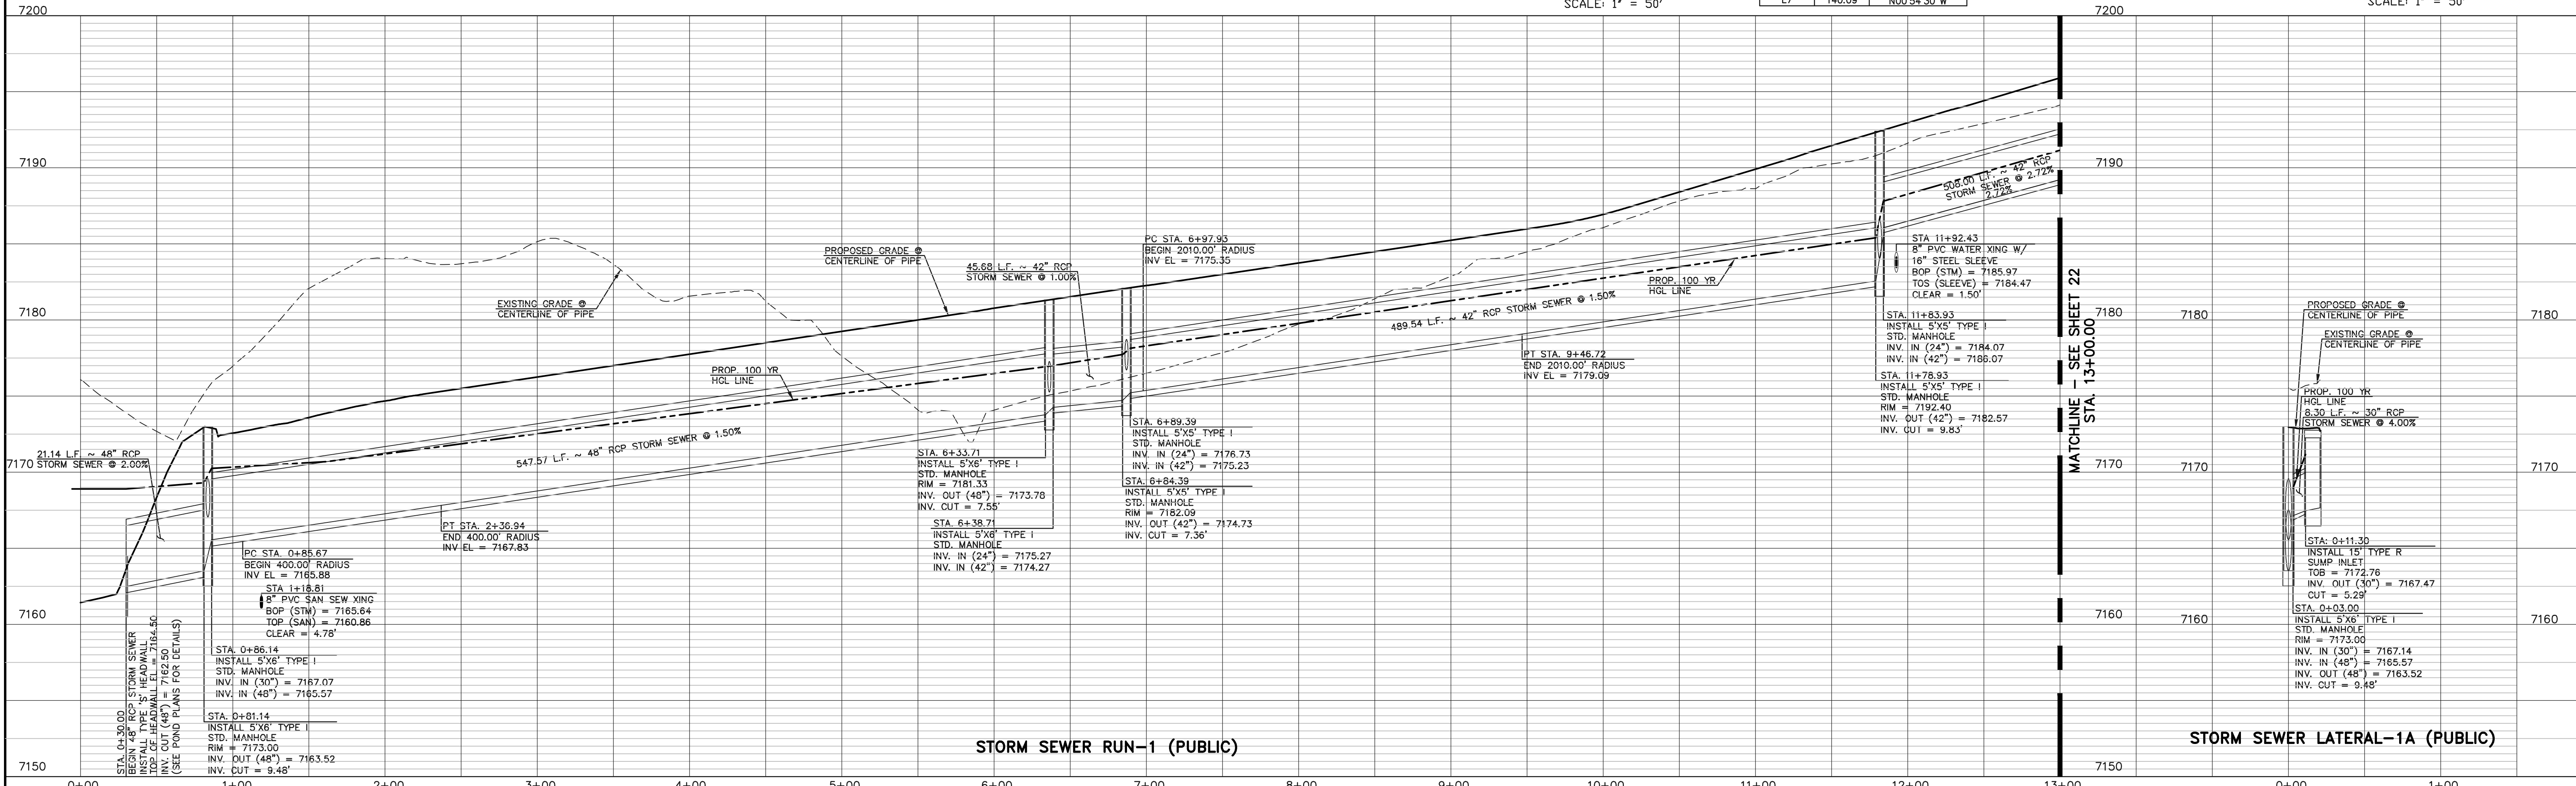 SCALE: 1" = 50'
L7 140.09 N00°54'30"W
SCALE: 1" = 50'
7200
7200
7190
7190
7180
7180
7180
7180
7170
7170
7170
7170
7160
7160
7160
7160
7150
7150
21.14 L.F. ~ 48" RCP
STORM SEWER @ 2.00%
EXISTING GRADE @
CENTERLINE OF PIPE
PROP. 100 YR
HGL LINE
547.57 L.F. ~ 48" RCP STORM SEWER @ 1.50%
PROPOSED GRADE @
CENTERLINE OF PIPE
45.68 L.F. ~ 42" RCP
STORM SEWER @ 1.00%
PC STA. 6+97.93
BEGIN 2010.00' RADIUS
INV EL = 7175.35
489.54 L.F. ~ 42" RCP STORM SEWER @ 1.50%
PROP. 100 YR
HGL LINE
508.00 L.F. ~ 42" RCP
STORM SEWER @ 2.72%
2.72%
STA 11+92.43
8" PVC WATER XING W/
16" STEEL SLEEVE
BOP (STM) = 7185.97
TOS (SLEEVE) = 7184.47
CLEAR = 1.50'
STA. 11+83.93
INSTALL 5'X5' TYPE I
STD. MANHOLE
INV. IN (24") = 7184.07
INV. IN (42") = 7186.07
STA. 11+78.93
INSTALL 5'X5' TYPE I
STD. MANHOLE
RIM = 7192.40
INV. OUT (42") = 7182.57
INV. CUT = 9.83'
PT STA. 9+46.72
END 2010.00' RADIUS
INV EL = 7179.09
STA. 6+89.39
INSTALL 5'X5' TYPE I
STD. MANHOLE
INV. IN (24") = 7176.73
INV. IN (42") = 7175.23
STA. 6+84.39
INSTALL 5'X5' TYPE I
STD. MANHOLE
RIM = 7182.09
INV. OUT (42") = 7174.73
INV. CUT = 7.36'
STA. 6+33.71
INSTALL 5'X6' TYPE I
STD. MANHOLE
RIM = 7181.33
INV. OUT (48") = 7173.78
INV. CUT = 7.55'
STA. 6+38.71
INSTALL 5'X6' TYPE I
STD. MANHOLE
INV. IN (24") = 7175.27
INV. IN (42") = 7174.27
PT STA. 2+36.94
END 400.00' RADIUS
INV EL = 7167.83
PC STA. 0+85.67
BEGIN 400.00' RADIUS
INV EL = 7165.88
STA 1+18.81
8" PVC SAN SEW XING
BOP (STM) = 7165.64
TOP (SAN) = 7160.86
CLEAR = 4.78'
STA. 0+86.14
INSTALL 5'X6' TYPE I
STD. MANHOLE
INV. IN (30") = 7167.07
INV. IN (48") = 7165.57
STA. 0+81.14
INSTALL 5'X6' TYPE I
STD. MANHOLE
RIM = 7173.00
INV. OUT (48") = 7163.52
INV. CUT = 9.48'
STA. 0+30.00
BEGIN 48" RCP STORM SEWER
INSTALL TYPE 'S' HEADWALL
TOP OF HEADWALL EL = 7164.50
INV. OUT (48") = 7162.50
(SEE POND PLANS FOR DETAILS)
MATCHLINE - SEE SHEET 22
STA. 13+00.00
PROPOSED GRADE @
CENTERLINE OF PIPE
EXISTING GRADE @
CENTERLINE OF PIPE
PROP. 100 YR
HGL LINE
8.30 L.F. ~ 30" RCP
STORM SEWER @ 4.00%
STA: 0+11.30
INSTALL 15' TYPE R
SUMP INLET
TOB = 7172.76
INV. OUT (30") = 7167.47
CUT = 5.29'
STA. 0+03.00
INSTALL 5'X6' TYPE I
STD. MANHOLE
RIM = 7173.00
INV. IN (30") = 7167.14
INV. IN (48") = 7165.57
INV. OUT (48") = 7163.52
INV. CUT = 9.48'
STORM SEWER RUN-1 (PUBLIC)
STORM SEWER LATERAL-1A (PUBLIC)
0+00 1+00 2+00 3+00 4+00 5+00 6+00 7+00 8+00 9+00 10+00 11+00 12+00 13+00 0+00 1+00